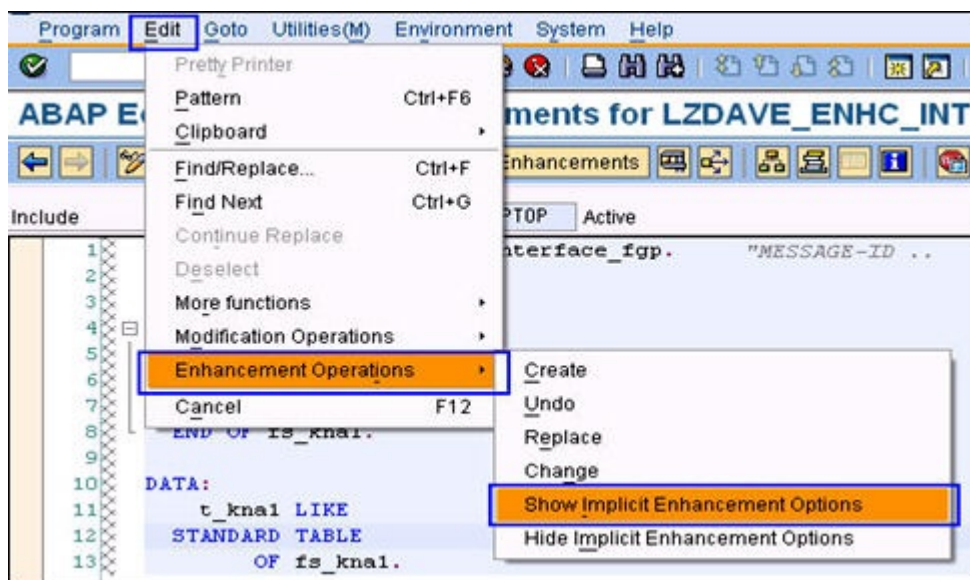 Program Edit Goto Utilities(M) Environment System Help
Pretty Printer
Pattern Ctrl+F6
ABAP E ments for LZDAVE_ENHC_INT
Clipboard
Find/Replace... Ctrl+F
nhancements
Find Next Ctrl+G
Include PTOP Active
Continue Replace
1 nterface_fgp. "MESSAGE-ID ..
2 Deselect
3 More functions
4 Modification Operations
5
6 Enhancement Operations Create
7 Cancel F12 Undo
8 END OF fs_kna1. Replace
9 Change
10 DATA:
11 t_kna1 LIKE Show Implicit Enhancement Options
12 STANDARD TABLE Hide Implicit Enhancement Options
13 OF fs_kna1.